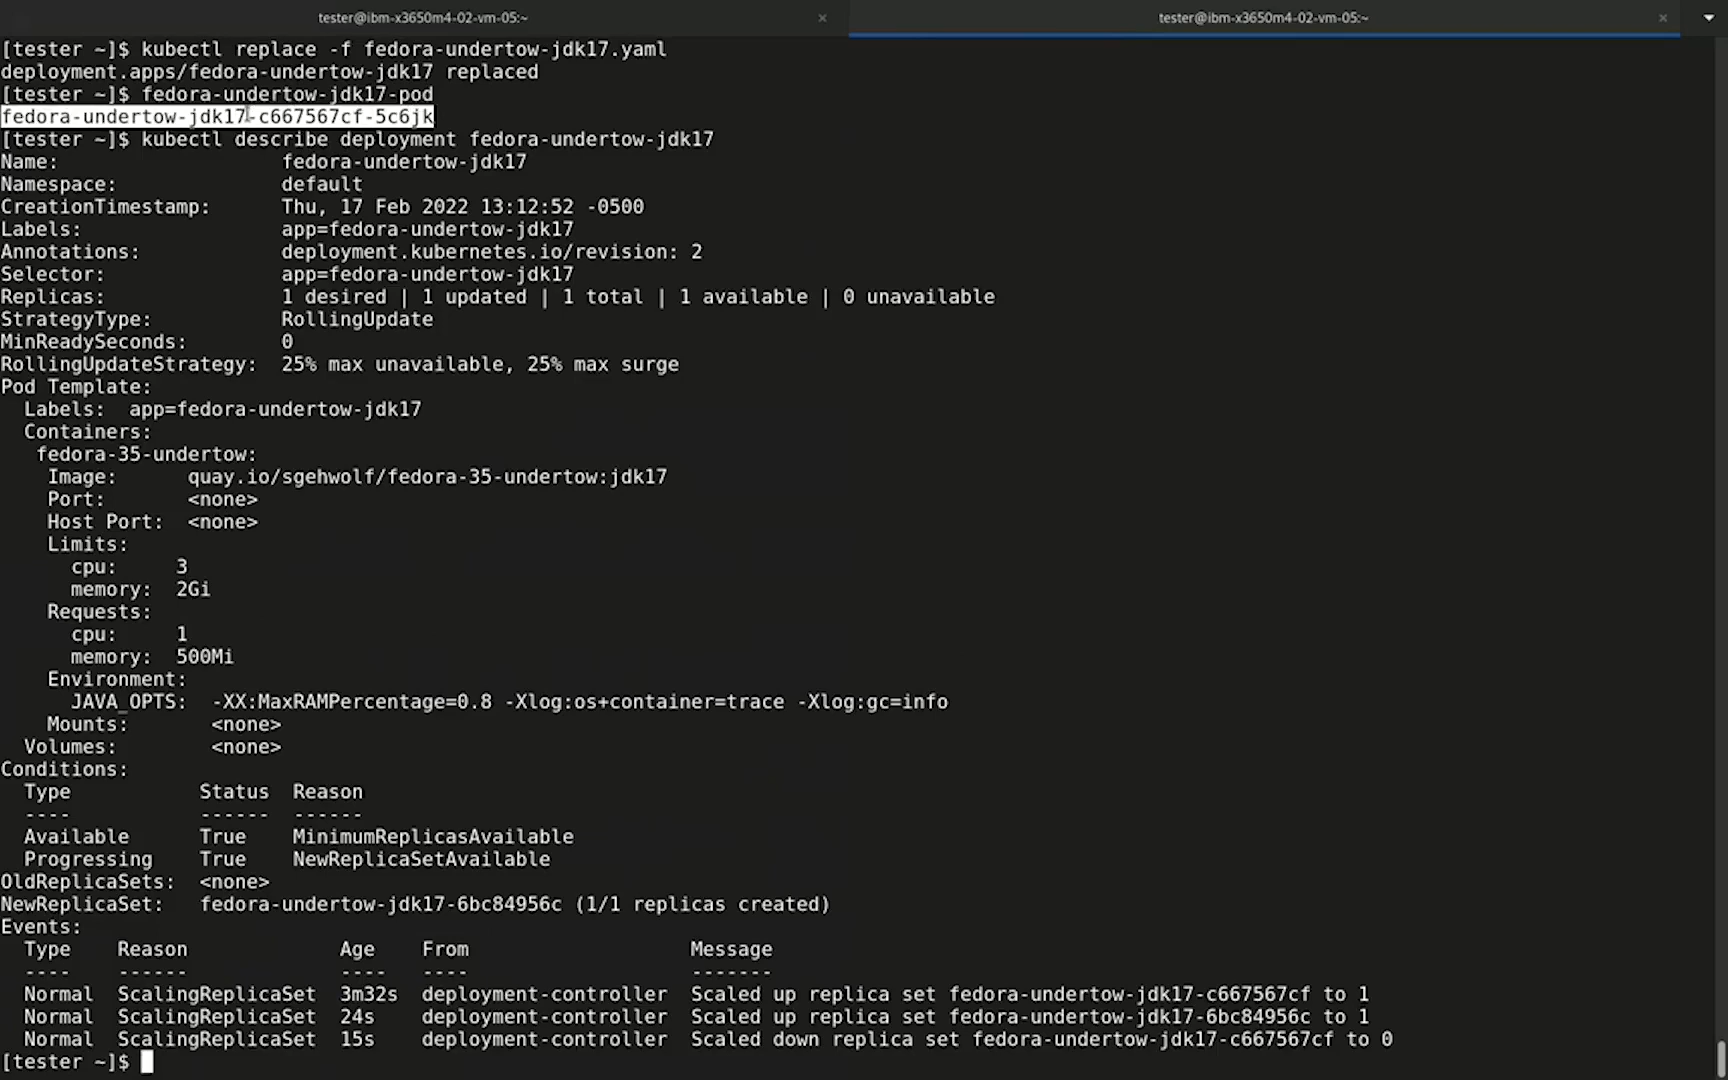 tester@ibm-x3650m4-02-vm-05:~ × tester@ibm-x3650m4-02-vm-05:~ ×
[tester ~]$ kubectl replace -f fedora-undertow-jdk17.yaml
deployment.apps/fedora-undertow-jdk17 replaced
[tester ~]$ fedora-undertow-jdk17-pod
fedora-undertow-jdk17-c667567cf-5c6jk
[tester ~]$ kubectl describe deployment fedora-undertow-jdk17
Name:                   fedora-undertow-jdk17
Namespace:              default
CreationTimestamp:      Thu, 17 Feb 2022 13:12:52 -0500
Labels:                 app=fedora-undertow-jdk17
Annotations:            deployment.kubernetes.io/revision: 2
Selector:               app=fedora-undertow-jdk17
Replicas:               1 desired | 1 updated | 1 total | 1 available | 0 unavailable
StrategyType:           RollingUpdate
MinReadySeconds:        0
RollingUpdateStrategy:  25% max unavailable, 25% max surge
Pod Template:
  Labels:  app=fedora-undertow-jdk17
  Containers:
   fedora-35-undertow:
    Image:      quay.io/sgehwolf/fedora-35-undertow:jdk17
    Port:       <none>
    Host Port:  <none>
    Limits:
      cpu:     3
      memory:  2Gi
    Requests:
      cpu:     1
      memory:  500Mi
    Environment:
      JAVA_OPTS:  -XX:MaxRAMPercentage=0.8 -Xlog:os+container=trace -Xlog:gc=info
    Mounts:       <none>
  Volumes:        <none>
Conditions:
  Type           Status  Reason
  ----           ------  ------
  Available      True    MinimumReplicasAvailable
  Progressing    True    NewReplicaSetAvailable
OldReplicaSets:  <none>
NewReplicaSet:   fedora-undertow-jdk17-6bc84956c (1/1 replicas created)
Events:
  Type    Reason             Age    From                   Message
  ----    ------             ----   ----                   -------
  Normal  ScalingReplicaSet  3m32s  deployment-controller  Scaled up replica set fedora-undertow-jdk17-c667567cf to 1
  Normal  ScalingReplicaSet  24s    deployment-controller  Scaled up replica set fedora-undertow-jdk17-6bc84956c to 1
  Normal  ScalingReplicaSet  15s    deployment-controller  Scaled down replica set fedora-undertow-jdk17-c667567cf to 0
[tester ~]$